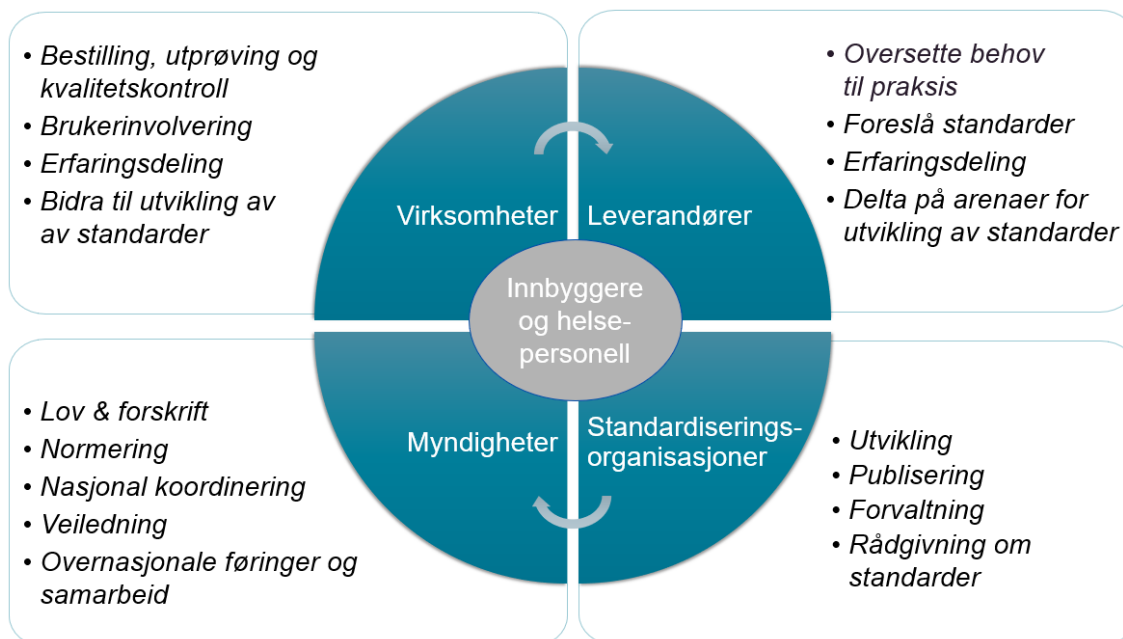 • Bestilling, utprøving og
kvalitetskontroll
• Brukerinvolvering
• Erfaringsdeling
• Bidra til utvikling av
av standarder
• Oversette behov
til praksis
• Foreslå standarder
• Erfaringsdeling
• Delta på arenaer for
utvikling av standarder
Virksomheter
Leverandører
Innbyggere
og helse-
personell
Myndigheter
Standardiserings-
organisasjoner
• Lov & forskrift
• Normering
• Nasjonal koordinering
• Veiledning
• Overnasjonale føringer og
samarbeid
• Utvikling
• Publisering
• Forvaltning
• Rådgivning om
standarder